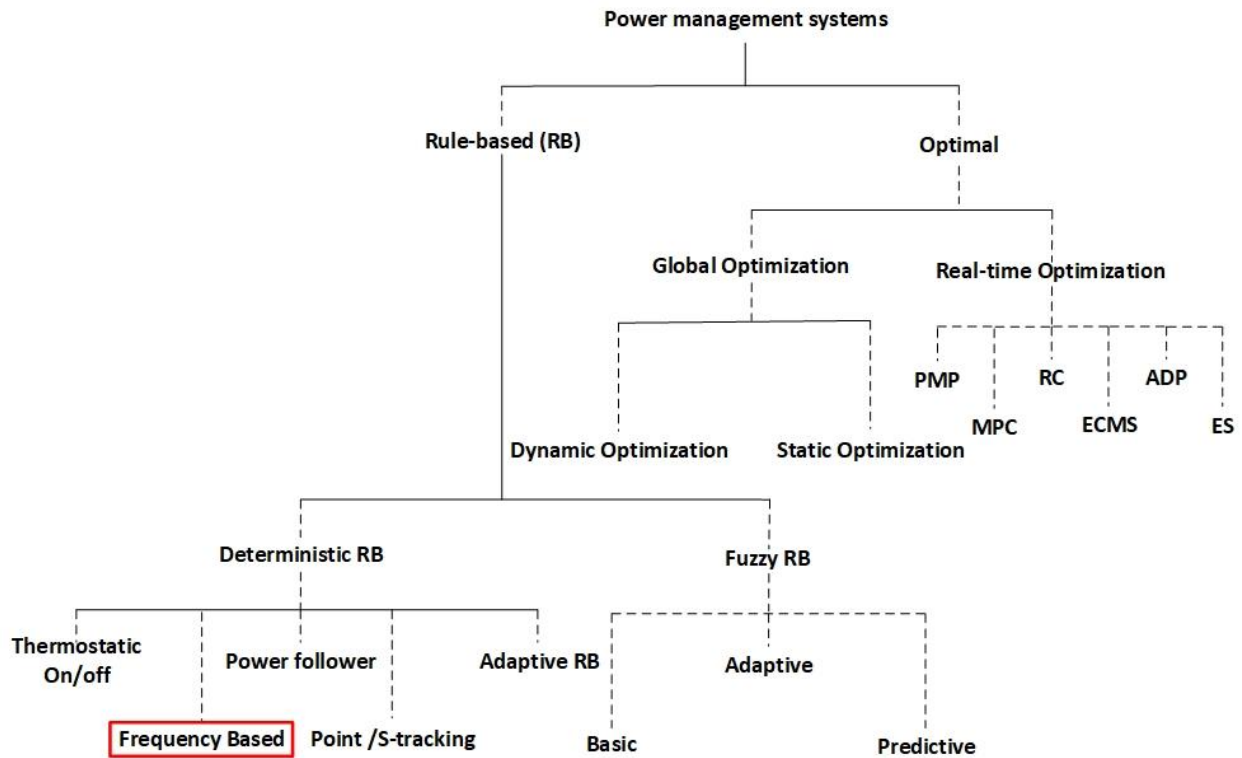 Power management systems
Rule-based (RB)
Optimal
Global Optimization
Real-time Optimization
PMP
RC
ADP
MPC
ECMS
ES
Dynamic Optimization
Static Optimization
Deterministic RB
Fuzzy RB
Thermostatic
On/off
Power follower
Adaptive RB
Adaptive
Frequency Based
Point /S-tracking
Basic
Predictive